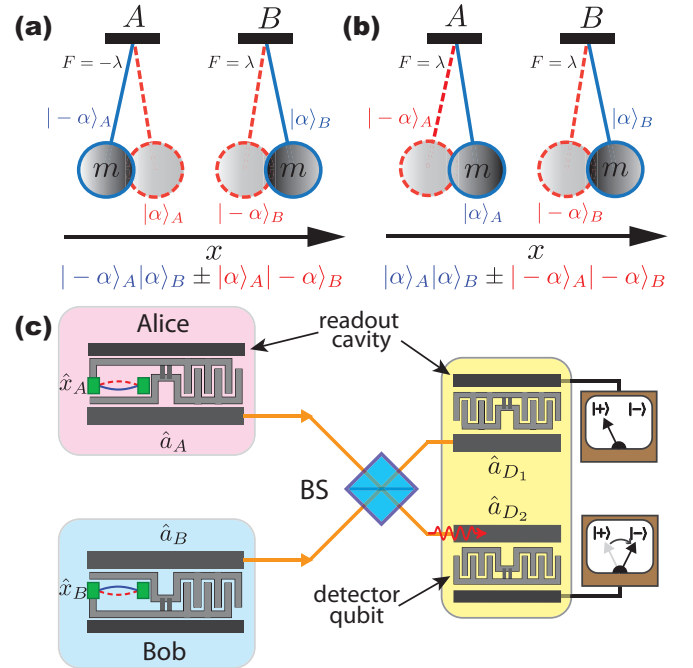 (a)
A
B
F = −λ
F = λ
|−α⟩_A
|α⟩_B
m
m
|α⟩_A
|−α⟩_B
x
|−α⟩_A|α⟩_B ± |α⟩_A|−α⟩_B
(b)
A
B
F = λ
F = λ
|−α⟩_A
|α⟩_B
m
m
|α⟩_A
|−α⟩_B
x
|α⟩_A|α⟩_B ± |−α⟩_A|−α⟩_B
(c)
Alice
x̂_A
â_A
readout
cavity
BS
â_B
x̂_B
Bob
â_{D_1}
â_{D_2}
detector
qubit
|+⟩ |−⟩
|+⟩ |−⟩